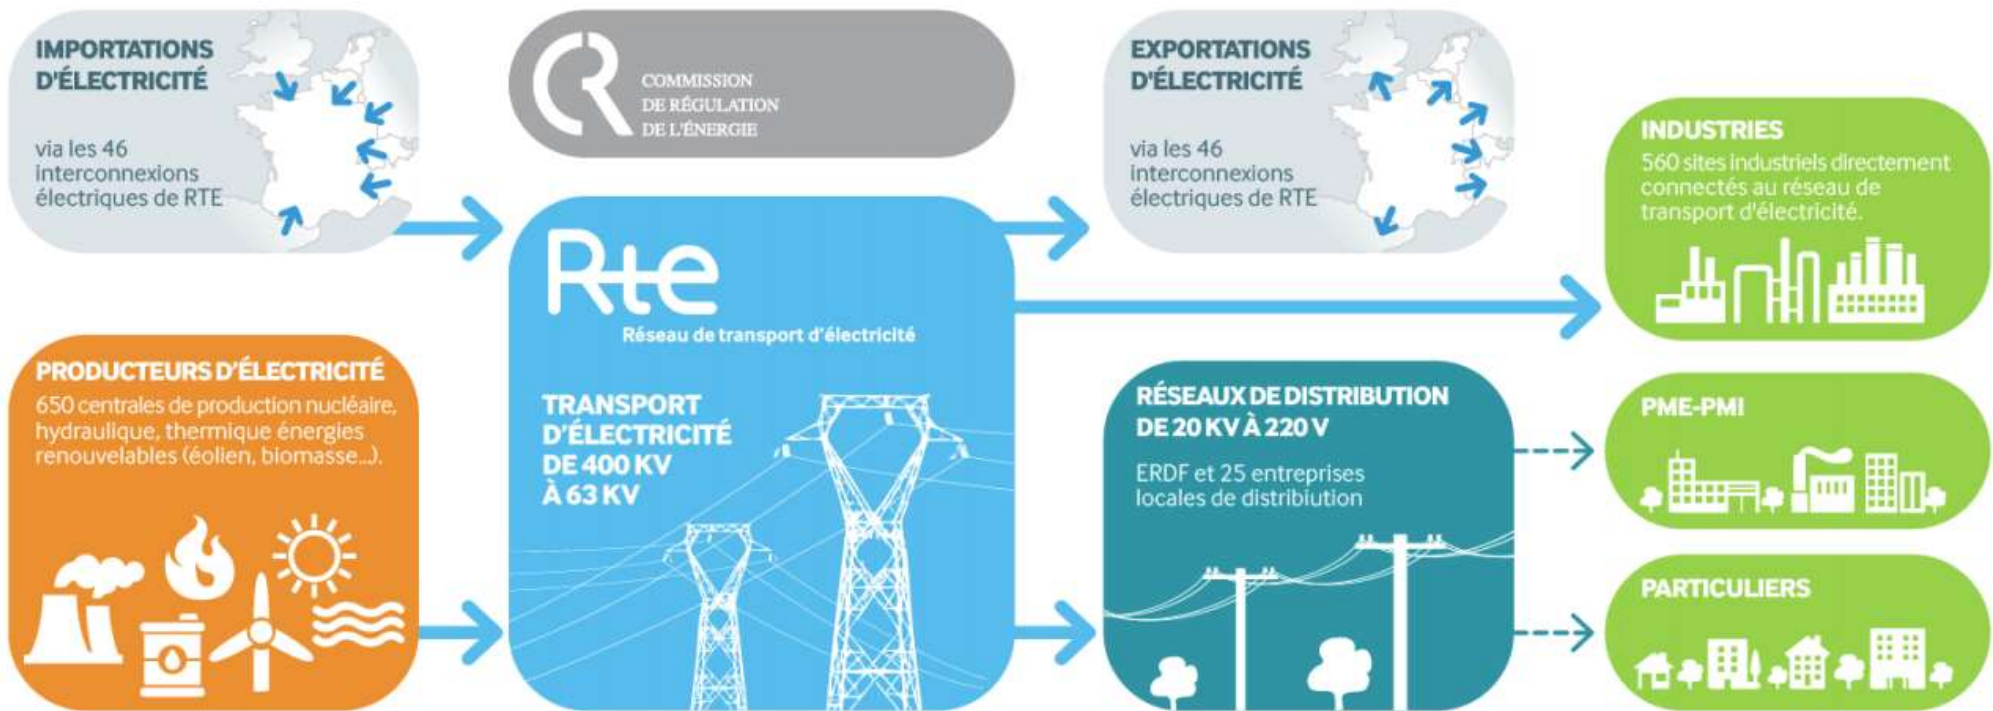 IMPORTATIONS
D'ÉLECTRICITÉ
via les 46
interconnexions
électriques de RTE
COMMISSION
DE RÉGULATION
DE L'ÉNERGIE
EXPORTATIONS
D'ÉLECTRICITÉ
via les 46
interconnexions
électriques de RTE
INDUSTRIES
560 sites industriels directement
connectés au réseau de
transport d'électricité.
PRODUCTEURS D'ÉLECTRICITÉ
650 centrales de production nucléaire,
hydraulique, thermique énergies
renouvelables (éolien, biomasse...).
Rte
Réseau de transport d'électricité
TRANSPORT
D'ÉLECTRICITÉ
DE 400 KV
À 63 KV
RÉSEAUX DE DISTRIBUTION
DE 20 KV À 220 V
ERDF et 25 entreprises
locales de distribiution
PME-PMI
PARTICULIERS